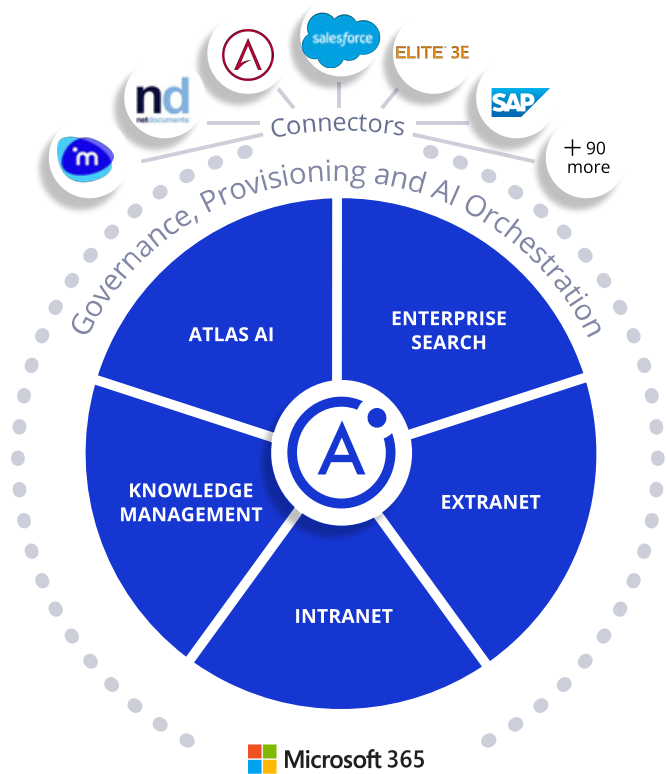 salesforce
ELITE 3E
nd
netdocuments
SAP
m
+ 90
more
Connectors
Governance, Provisioning and AI Orchestration
ATLAS AI
ENTERPRISE
SEARCH
A
KNOWLEDGE
MANAGEMENT
EXTRANET
INTRANET
Microsoft 365